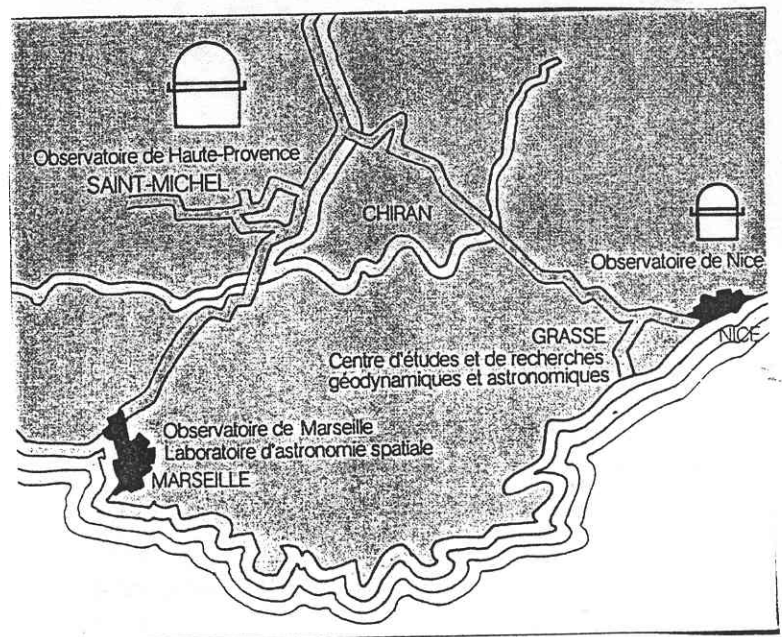 Observatoire de Haute-Provence
SAINT-MICHEL
CHIRAN
Observatoire de Nice
NICE
GRASSE
Centre d'études et de recherches
géodynamiques et astronomiques
Observatoire de Marseille
Laboratoire d'astronomie spatiale
MARSEILLE